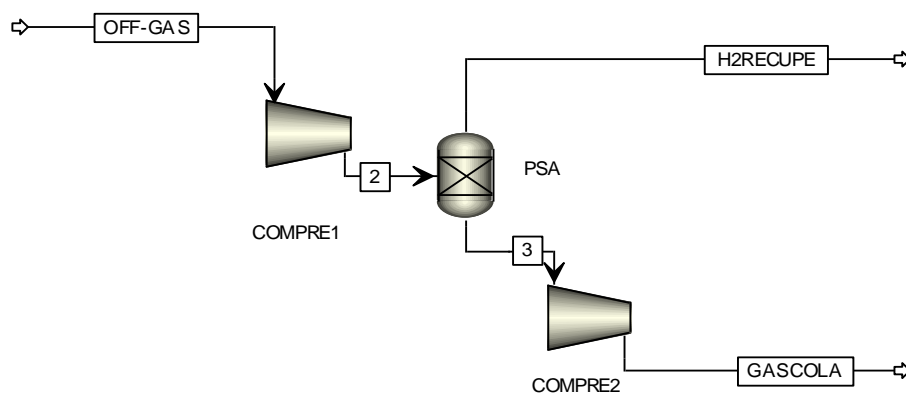 OFF-GAS
H2RECUPE
2
PSA
COMPRE1
3
GASCOLA
COMPRE2